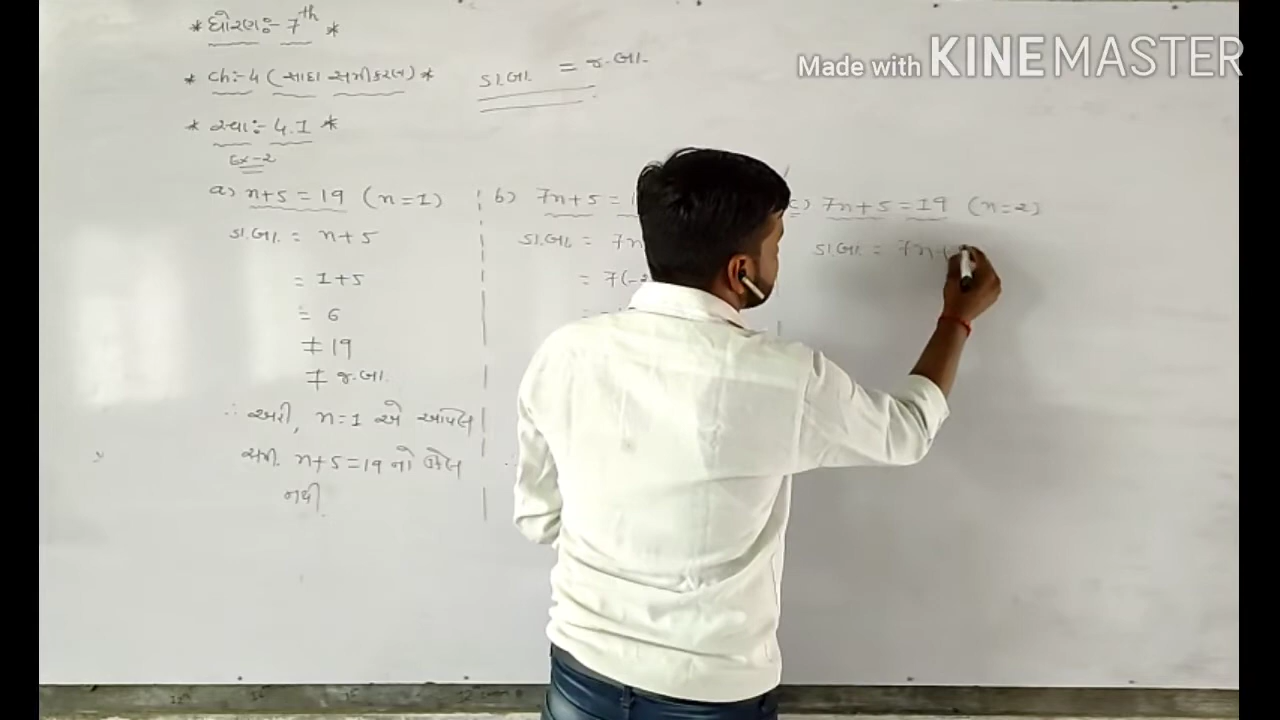 Made with KINEMASTER
* ધોરણ:- 7th *
* Ch:- 4 (સાદા સમીકરણ) *
ડા.બા. = જ.બા.
* સ્વા:- 4.1 *
Ex-2
a) n+5 = 19 (n=1)
ડા.બા. = n+5
= 1+5
= 6
≠ 19
≠ જ.બા.
∴ અહી, n=1 એ આપેલ
સમી. n+5=19 નો ઉકેલ
નથી.
b) 7n+5 =
ડા.બા. = 7n
= 7(-2
c) 7n+5 = 19 (n=2)
ડા.બા. = 7n+